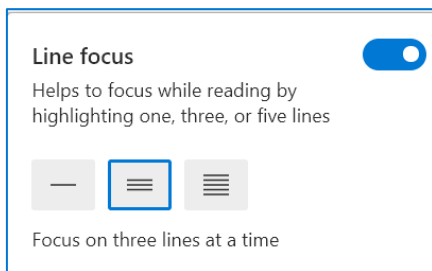 Line focus
Helps to focus while reading by
highlighting one, three, or five lines
Focus on three lines at a time